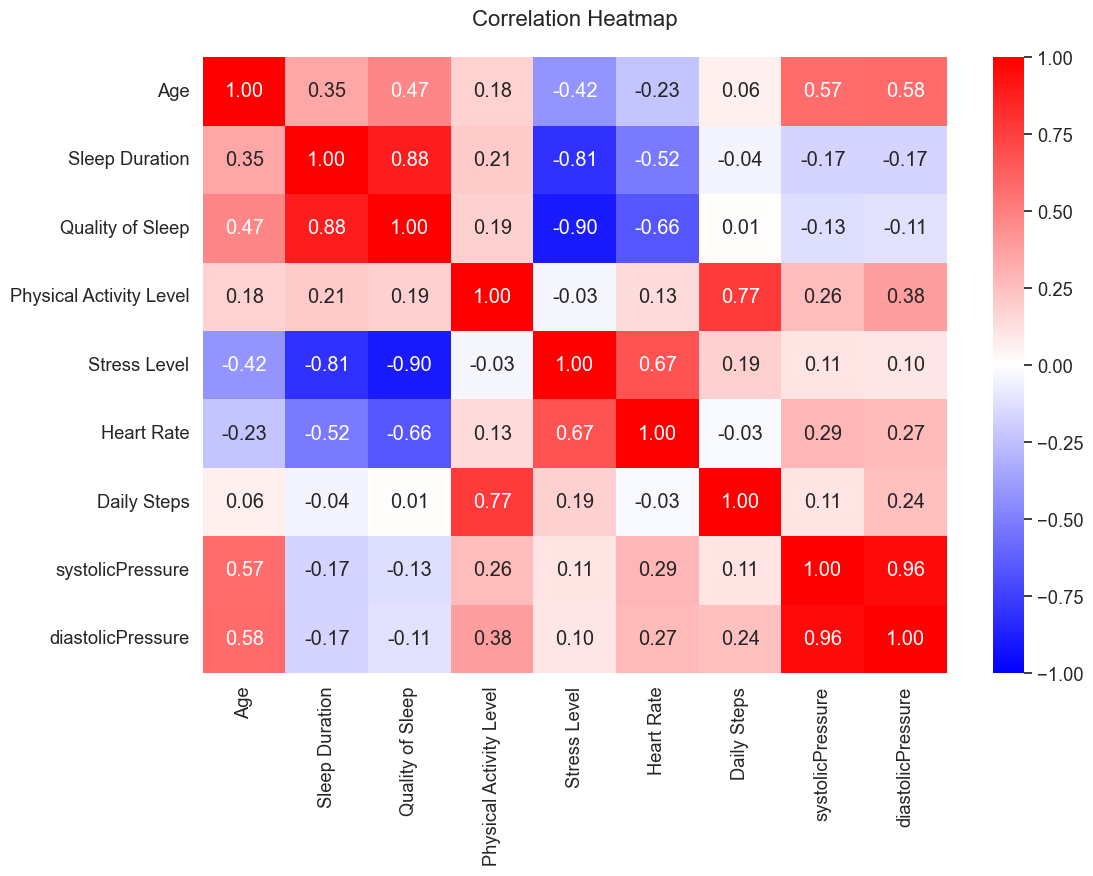 Correlation Heatmap
Age 1.00 0.35 0.47 0.18 -0.42 -0.23 0.06 0.57 0.58
Sleep Duration 0.35 1.00 0.88 0.21 -0.81 -0.52 -0.04 -0.17 -0.17
Quality of Sleep 0.47 0.88 1.00 0.19 -0.90 -0.66 0.01 -0.13 -0.11
Physical Activity Level 0.18 0.21 0.19 1.00 -0.03 0.13 0.77 0.26 0.38
Stress Level -0.42 -0.81 -0.90 -0.03 1.00 0.67 0.19 0.11 0.10
Heart Rate -0.23 -0.52 -0.66 0.13 0.67 1.00 -0.03 0.29 0.27
Daily Steps 0.06 -0.04 0.01 0.77 0.19 -0.03 1.00 0.11 0.24
systolicPressure 0.57 -0.17 -0.13 0.26 0.11 0.29 0.11 1.00 0.96
diastolicPressure 0.58 -0.17 -0.11 0.38 0.10 0.27 0.24 0.96 1.00
Age
Sleep Duration
Quality of Sleep
Physical Activity Level
Stress Level
Heart Rate
Daily Steps
systolicPressure
diastolicPressure
1.00
0.75
0.50
0.25
0.00
−0.25
−0.50
−0.75
−1.00